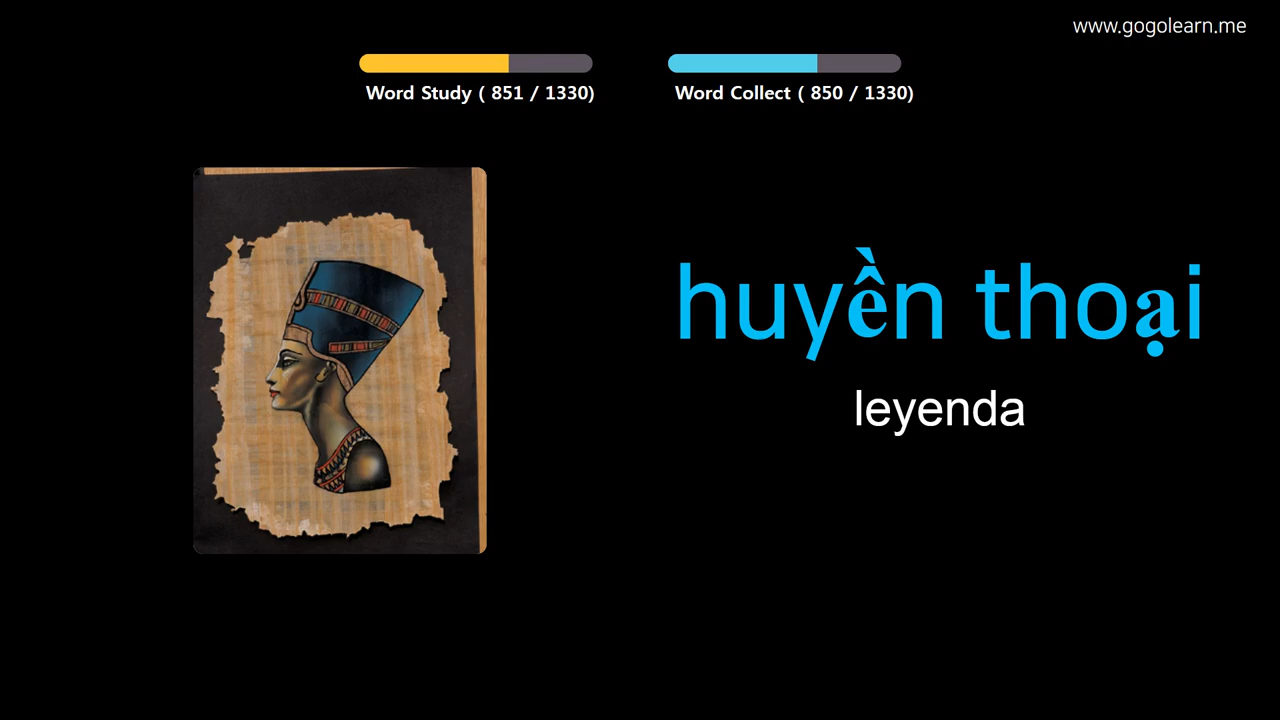 www.gogolearn.me
Word Study ( 851 / 1330)
Word Collect ( 850 / 1330)
huyền thoại
leyenda